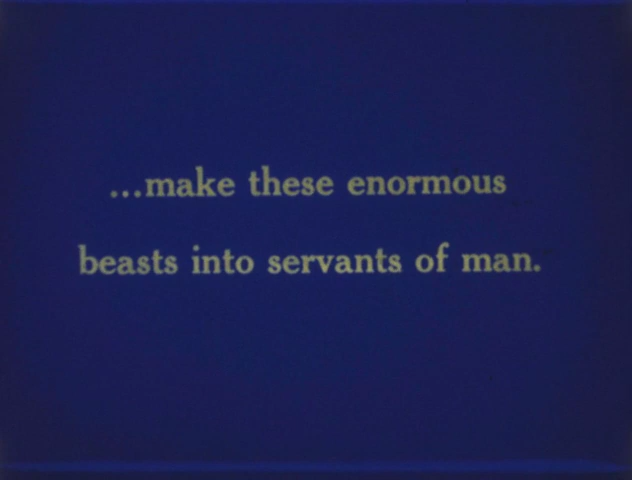 ...make these enormous
beasts into servants of man.